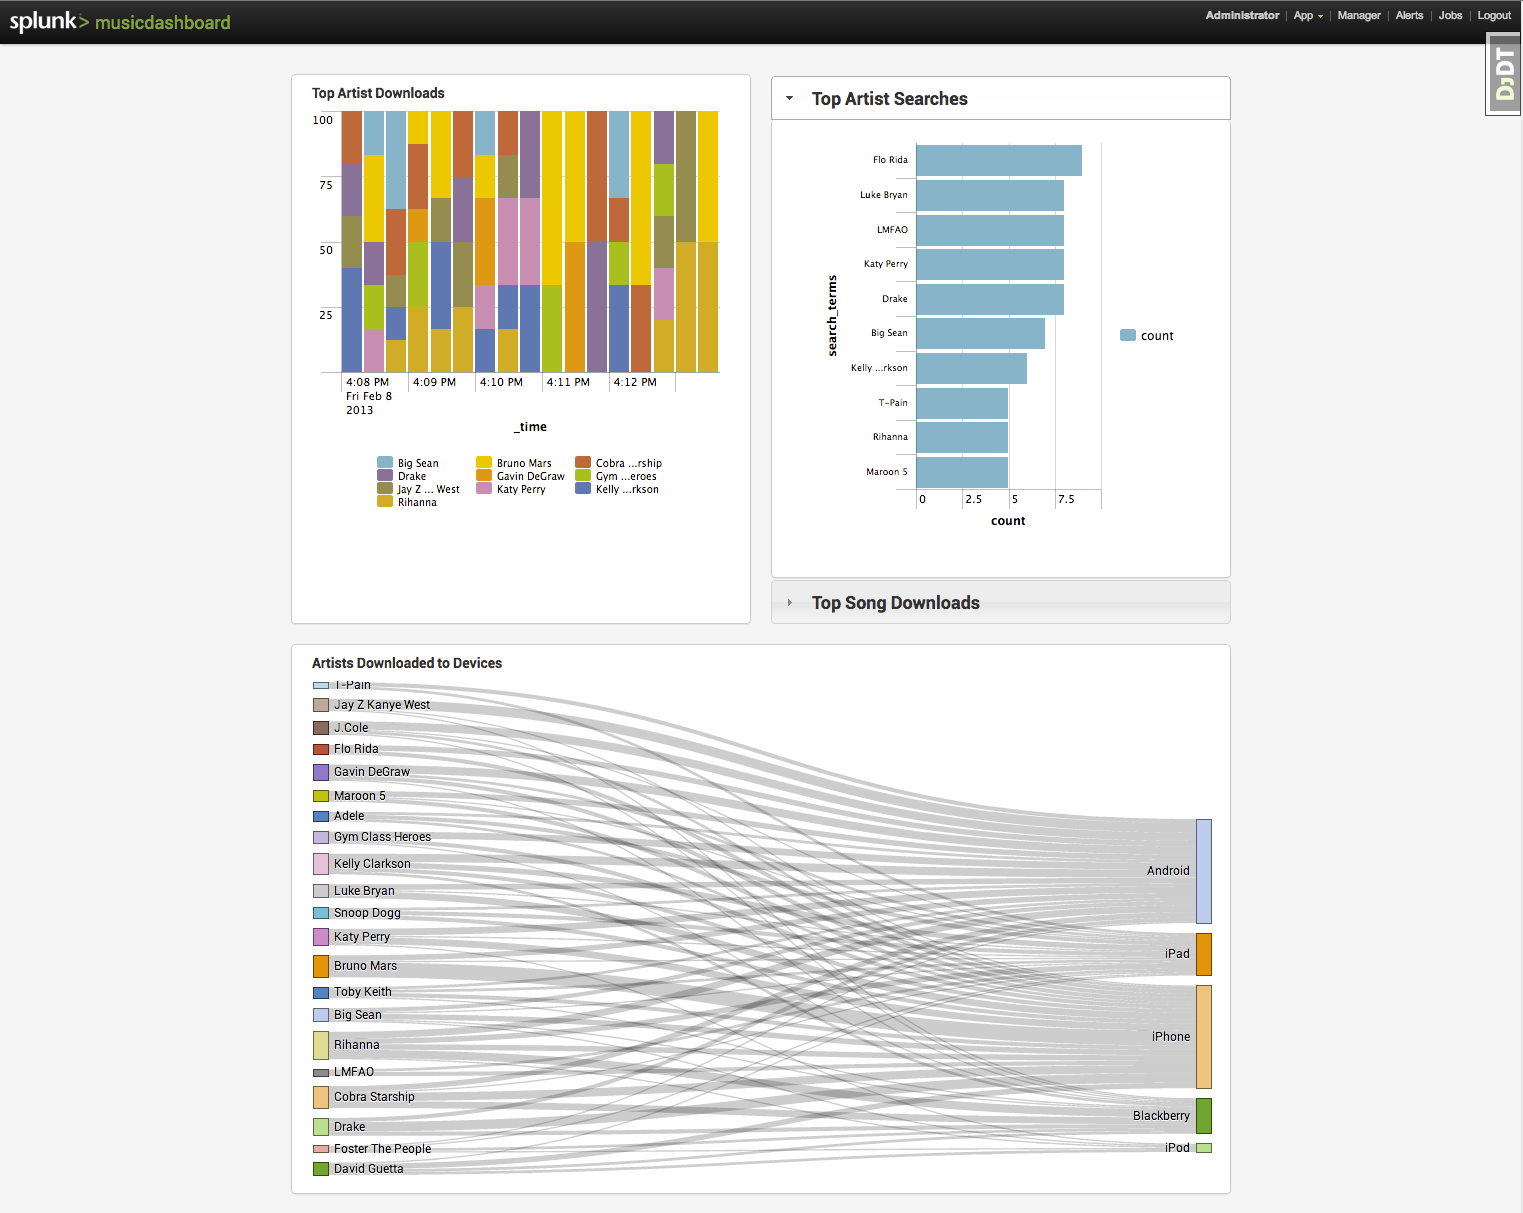 splunk> musicdashboard
Administrator | App | Manager | Alerts | Jobs | Logout
DJDT
Top Artist Downloads
100
75
50
25
4:08 PM 4:09 PM 4:10 PM 4:11 PM 4:12 PM
Fri Feb 8
2013
_time
Big Sean Bruno Mars Cobra ...rship
Drake Gavin DeGraw Gym ...eroes
Jay Z ... West Katy Perry Kelly ...rkson
Rihanna
Top Artist Searches
search_terms
Flo Rida
Luke Bryan
LMFAO
Katy Perry
Drake
Big Sean
Kelly ...rkson
T-Pain
Rihanna
Maroon 5
0 2.5 5 7.5
count
count
Top Song Downloads
Artists Downloaded to Devices
T-Pain
Jay Z Kanye West
J.Cole
Flo Rida
Gavin DeGraw
Maroon 5
Adele
Gym Class Heroes
Kelly Clarkson
Luke Bryan
Snoop Dogg
Katy Perry
Bruno Mars
Toby Keith
Big Sean
Rihanna
LMFAO
Cobra Starship
Drake
Foster The People
David Guetta
Android
iPad
iPhone
Blackberry
iPod